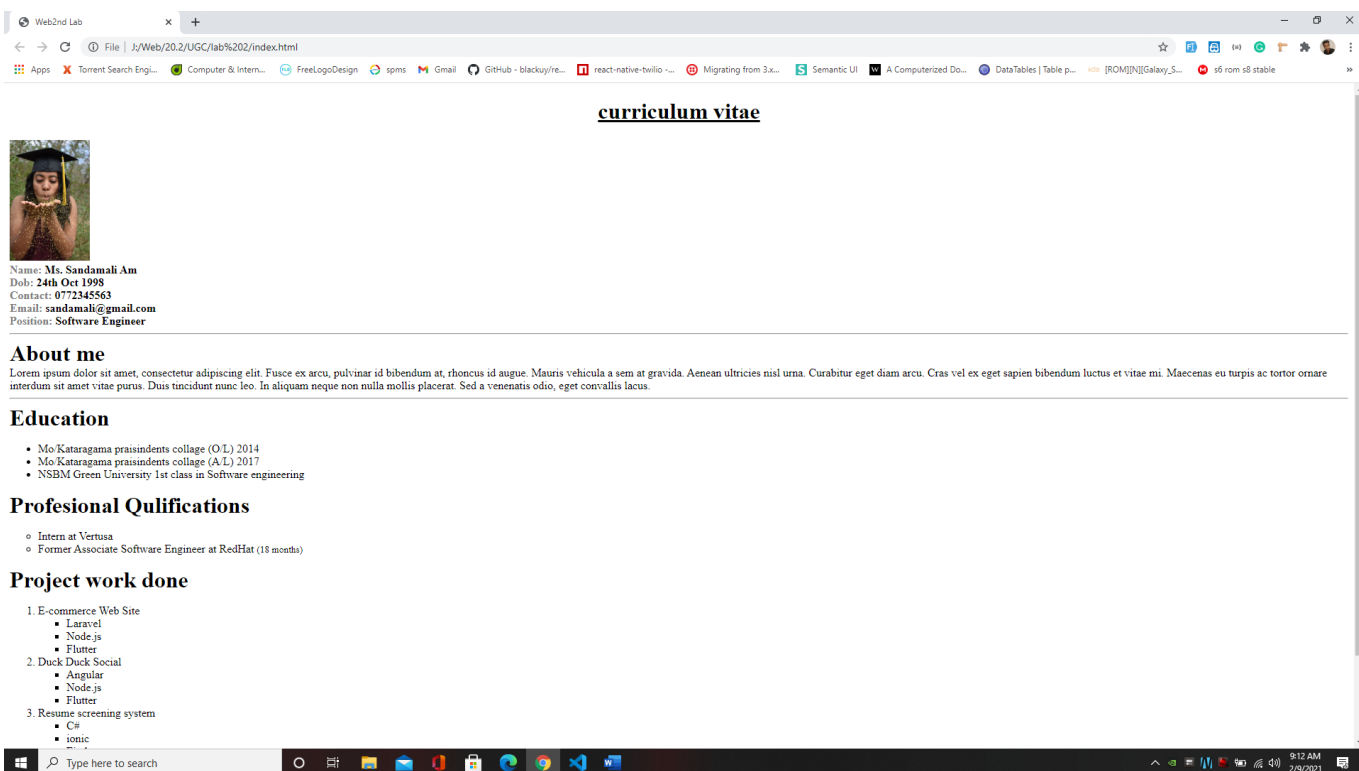 Web2nd Lab
File | J:/Web/20.2/UGC/lab%202/index.html
Apps Torrent Search Engi... Computer & Intern... FreeLogoDesign spms Gmail GitHub - blackuy/re... react-native-twilio -... Migrating from 3.x... Semantic UI A Computerized Do... DataTables | Table p... [ROM][N][Galaxy_S... s6 rom s8 stable
curriculum vitae
Name: Ms. Sandamali Am
Dob: 24th Oct 1998
Contact: 0772345563
Email: sandamali@gmail.com
Position: Software Engineer
About me
Lorem ipsum dolor sit amet, consectetur adipiscing elit. Fusce ex arcu, pulvinar id bibendum at, rhoncus id augue. Mauris vehicula a sem at gravida. Aenean ultricies nisl urna. Curabitur eget diam arcu. Cras vel ex eget sapien bibendum luctus et vitae mi. Maecenas eu turpis ac tortor ornare
interdum sit amet vitae purus. Duis tincidunt nunc leo. In aliquam neque non nulla mollis placerat. Sed a venenatis odio, eget convallis lacus.
Education
Mo/Kataragama praisindents collage (O/L) 2014
Mo/Kataragama praisindents collage (A/L) 2017
NSBM Green University 1st class in Software engineering
Profesional Qulifications
Intern at Vertusa
Former Associate Software Engineer at RedHat (18 months)
Project work done
1. E-commerce Web Site
Laravel
Node.js
Flutter
2. Duck Duck Social
Angular
Node.js
Flutter
3. Resume screening system
C#
ionic
Type here to search
9:12 AM
2/9/2021